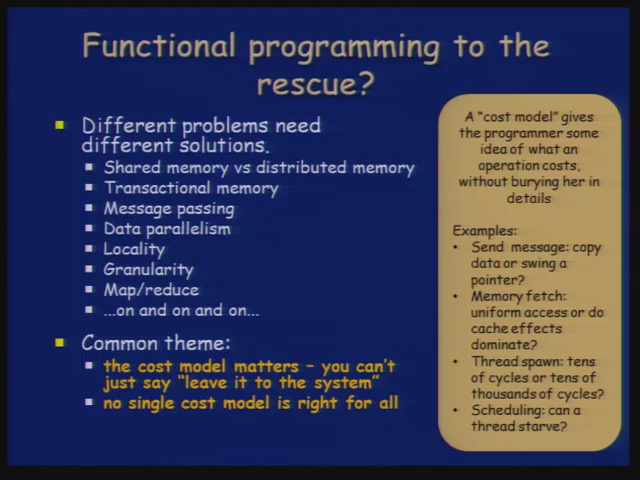 Functional programming to the
rescue?
Different problems need
different solutions.
Shared memory vs distributed memory
Transactional memory
Message passing
Data parallelism
Locality
Granularity
Map/reduce
...on and on and on...
Common theme:
the cost model matters – you can't
just say "leave it to the system"
no single cost model is right for all
A "cost model" gives
the programmer some
idea of what an
operation costs,
without burying her in
details
Examples:
• Send message: copy
data or swing a
pointer?
• Memory fetch:
uniform access or do
cache effects
dominate?
• Thread spawn: tens
of cycles or tens of
thousands of cycles?
• Scheduling: can a
thread starve?